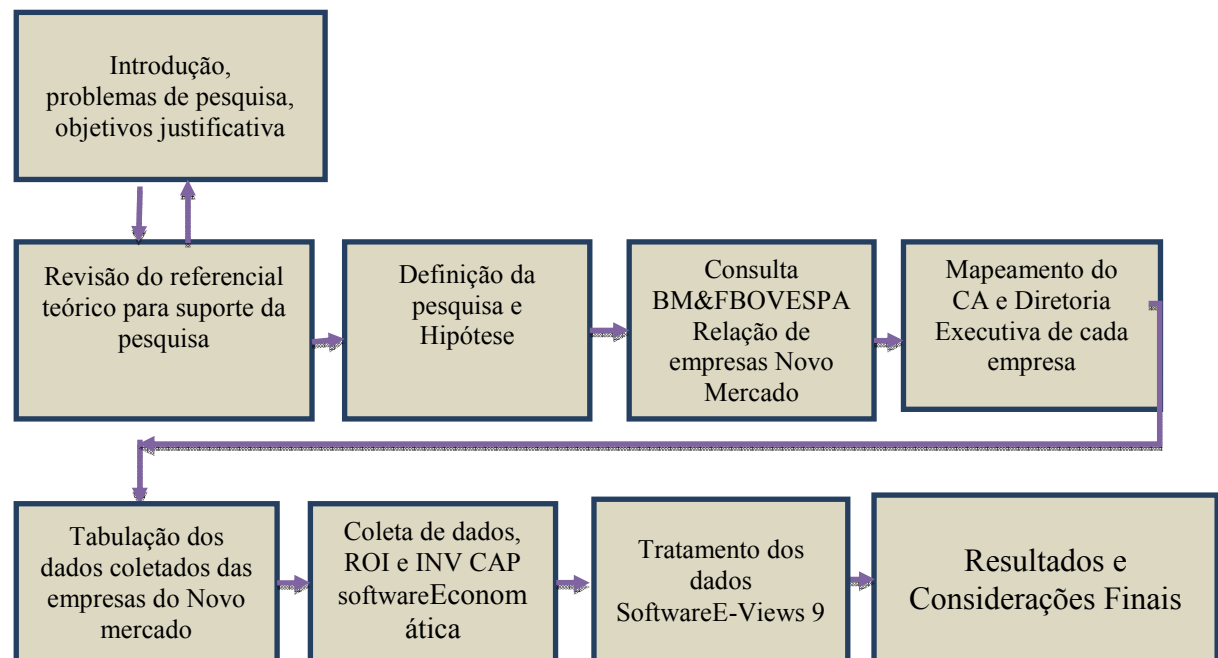 Introdução,
problemas de pesquisa,
objetivos justificativa
Revisão do referencial
teórico para suporte da
pesquisa
Definição da
pesquisa e
Hipótese
Consulta
BM&FBOVESPA
Relação de
empresas Novo
Mercado
Mapeamento do
CA e Diretoria
Executiva de cada
empresa
Tabulação dos
dados coletados das
empresas do Novo
mercado
Coleta de dados,
ROI e INV CAP
softwareEconom
ática
Tratamento dos
dados
SoftwareE-Views 9
Resultados e
Considerações Finais